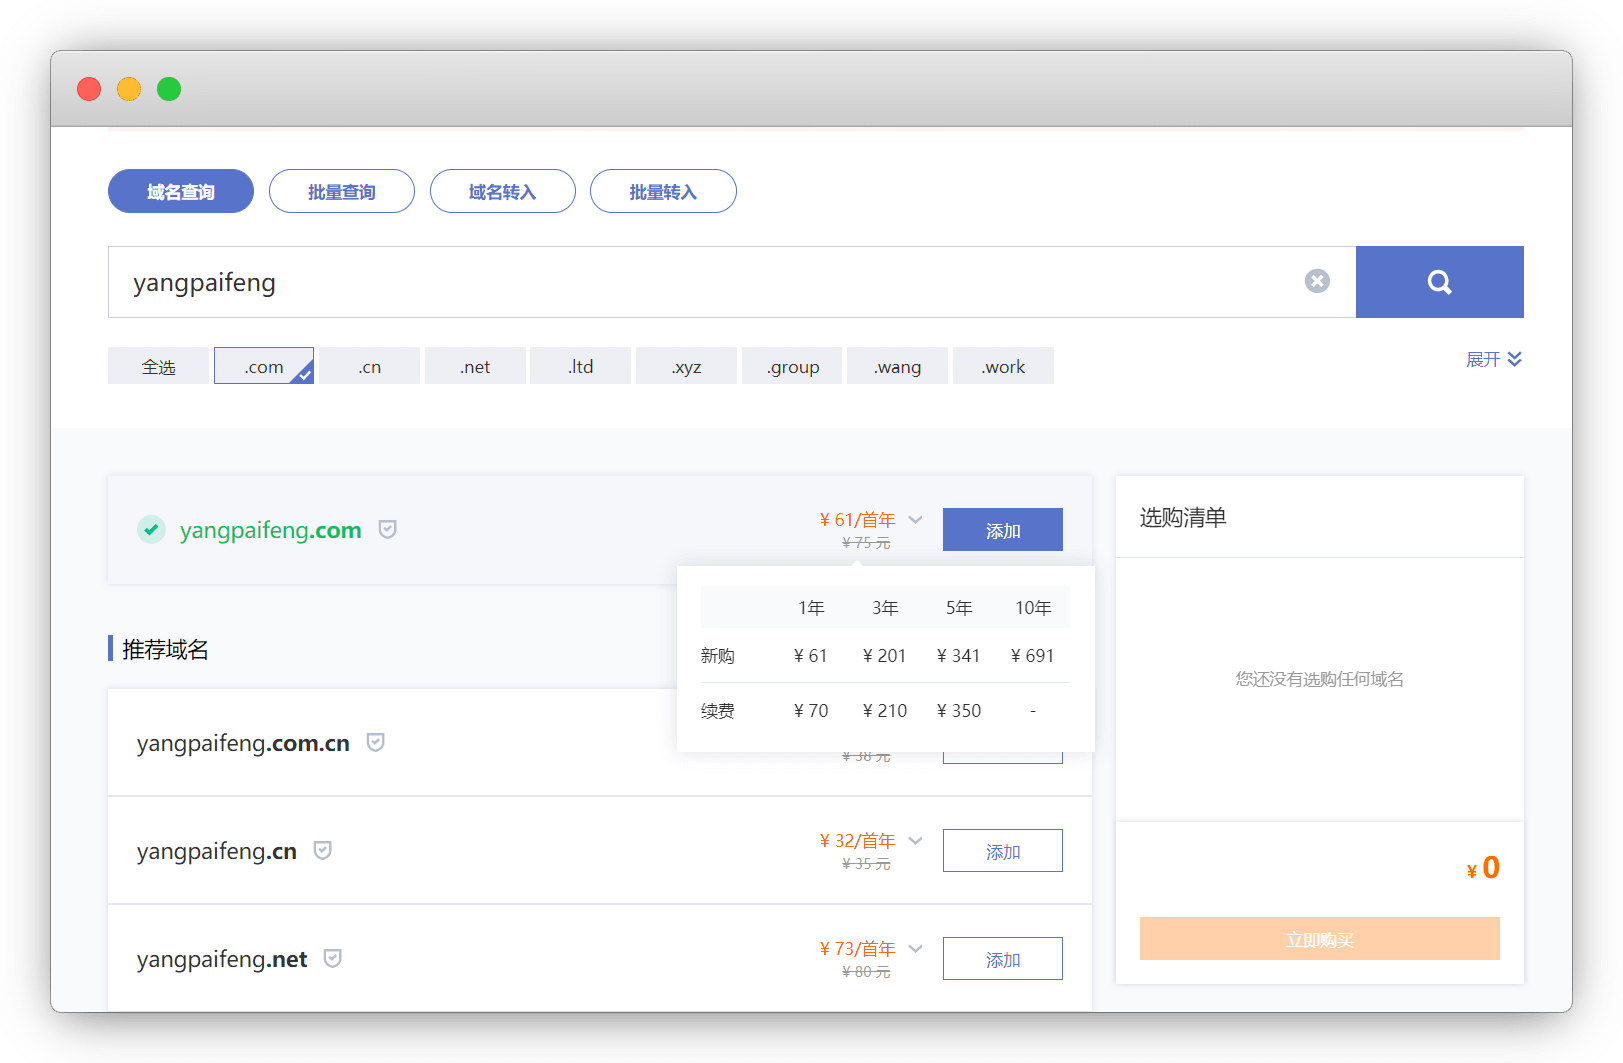 域名查询 批量查询 域名转入 批量转入
yangpaifeng
全选 .com .cn .net .ltd .xyz .group .wang .work 展开
yangpaifeng.com ¥ 61/首年 添加
¥ 75 元
1年 3年 5年 10年
新购 ¥ 61 ¥ 201 ¥ 341 ¥ 691
续费 ¥ 70 ¥ 210 ¥ 350 -
推荐域名
yangpaifeng.com.cn
¥ 38 元
yangpaifeng.cn ¥ 32/首年 添加
¥ 35 元
yangpaifeng.net ¥ 73/首年 添加
¥ 80 元
选购清单
您还没有选购任何域名
¥ 0
立即购买